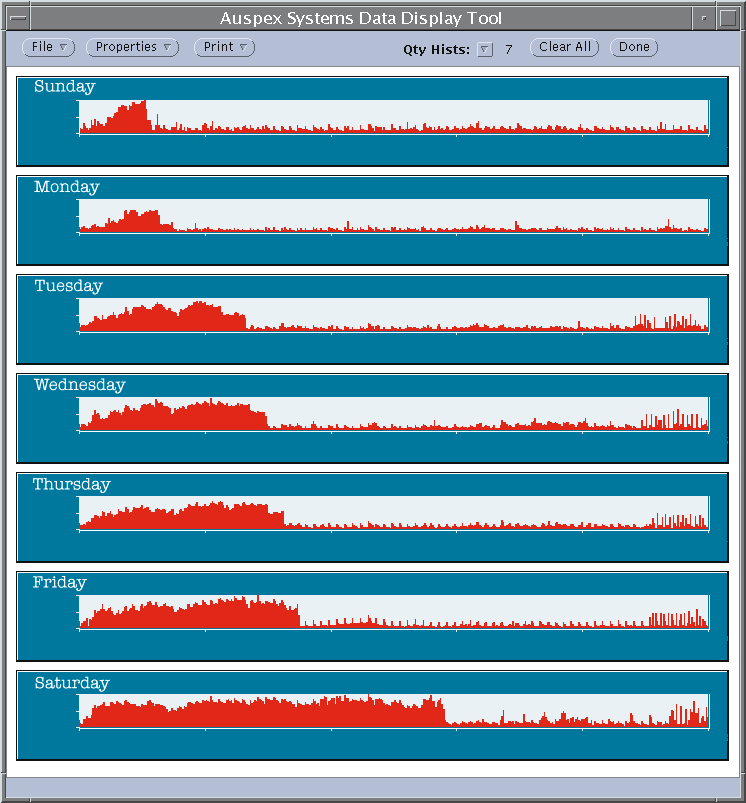 Auspex Systems Data Display Tool
File Properties Print Qty Hists: 7 Clear All Done
Sunday
Monday
Tuesday
Wednesday
Thursday
Friday
Saturday